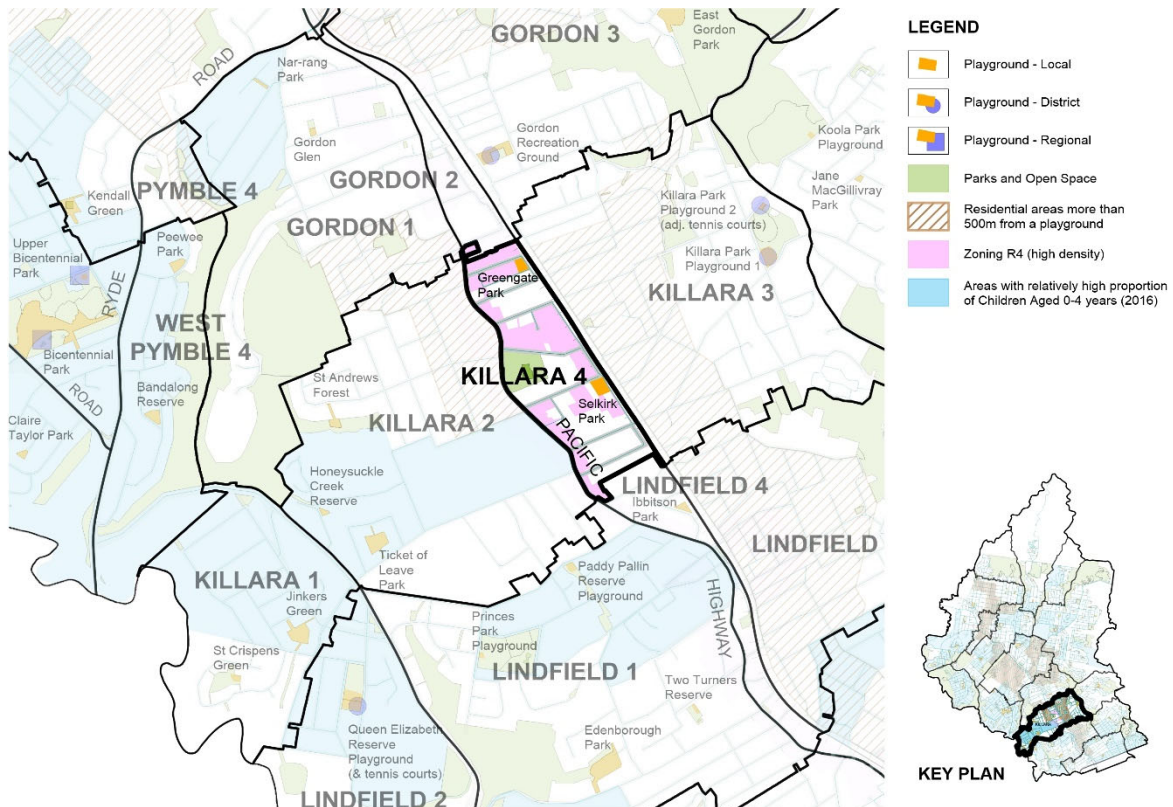 GORDON 3
East
Gordon
Park
ROAD
Nar-rang
Park
Gordon
Glen
Gordon
Recreation
Ground
Koola Park
Playground
Jane
MacGillivray
Park
Kendall
Green
PYMBLE 4
GORDON 2
Killara Park
Playground 2
(adj. tennis courts)
Upper
Bicentennial
Park
Peewee
Park
GORDON 1
Killara Park
Playground 1
Greengate
Park
KILLARA 3
RYDE
WEST
PYMBLE 4
Bicentennial
Park
ROAD
Bandalong
Reserve
St Andrews
Forest
KILLARA 4
Selkirk
Park
Claire
Taylor Park
KILLARA 2
PACIFIC
Honeysuckle
Creek
Reserve
LINDFIELD 4
Ibbitson
Park
LINDFIELD
Ticket of
Leave
Park
Paddy Pallin
Reserve
Playground
KILLARA 1
Jinkers
Green
HIGHWAY
Princes
Park
Playground
St Crispens
Green
LINDFIELD 1
Two Turners
Reserve
Queen Elizabeth
Reserve
Playground
(& tennis courts)
Edenborough
Park
LINDFIELD 2
LEGEND
Playground - Local
Playground - District
Playground - Regional
Parks and Open Space
Residential areas more than
500m from a playground
Zoning R4 (high density)
Areas with relatively high proportion
of Children Aged 0-4 years (2016)
KEY PLAN